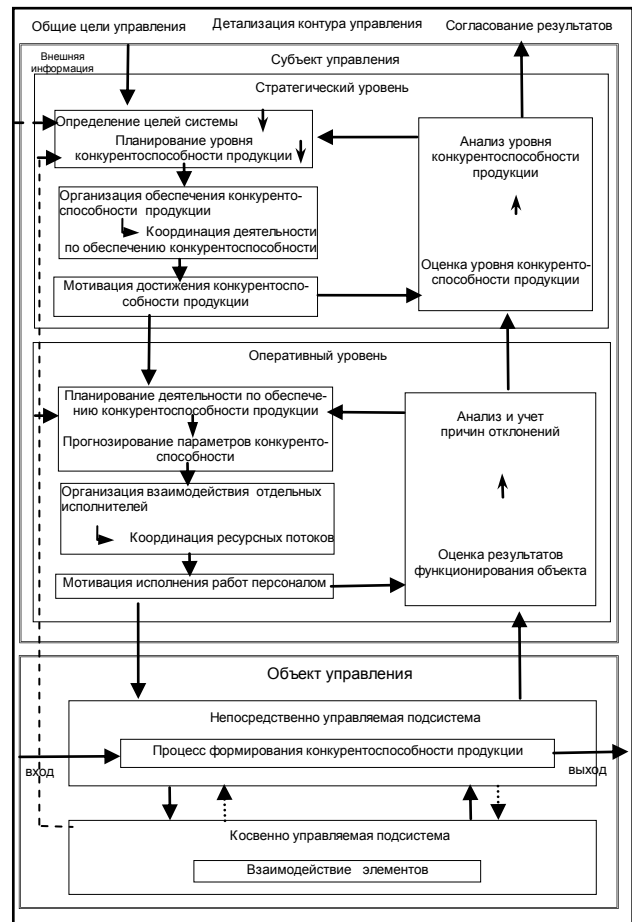 Общие цели управления
Детализация контура управления
Согласование результатов
Внешняя
информация
Субъект управления
Стратегический уровень
Определение целей системы
Планирование уровня
конкурентоспособности продукции
Организация обеспечения конкуренто-
способности продукции
Координация деятельности
по обеспечению конкурентоспособности
Мотивация достижения конкурентоспо-
собности продукции
Анализ уровня
конкурентоспособности
продукции
Оценка уровня конкуренто-
способности продукции
Оперативный уровень
Планирование деятельности по обеспече-
нию конкурентоспособности продукции
Прогнозирование параметров конкуренто-
способности
Организация взаимодействия отдельных
исполнителей
Координация ресурсных потоков
Мотивация исполнения работ персоналом
Анализ и учет
причин отклонений
Оценка результатов
функционирования объекта
Объект управления
Непосредственно управляемая подсистема
Процесс формирования конкурентоспособности продукции
вход
выход
Косвенно управляемая подсистема
Взаимодействие элементов